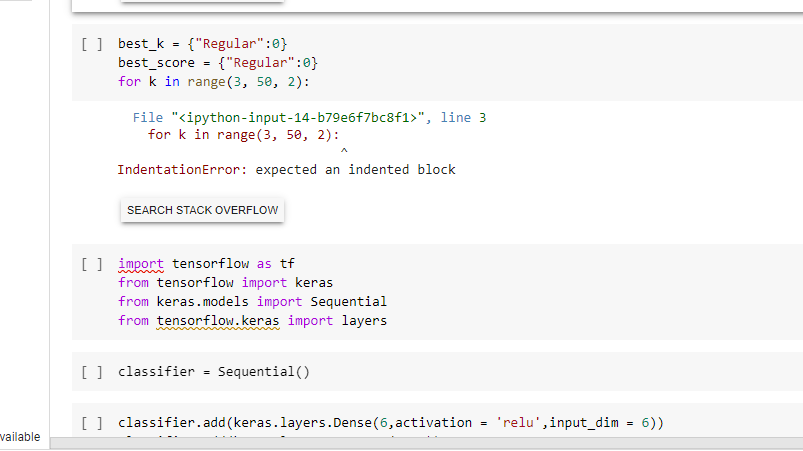 [ ] best_k = {"Regular":0}
best_score = {"Regular":0}
for k in range(3, 50, 2):
File "<ipython-input-14-b79e6f7bc8f1>", line 3
for k in range(3, 50, 2):
^
IndentationError: expected an indented block
SEARCH STACK OVERFLOW
[ ] import tensorflow as tf
from tensorflow import keras
from keras.models import Sequential
from tensorflow.keras import layers
[ ] classifier = Sequential()
[ ] classifier.add(keras.layers.Dense(6,activation = 'relu',input_dim = 6))
vailable